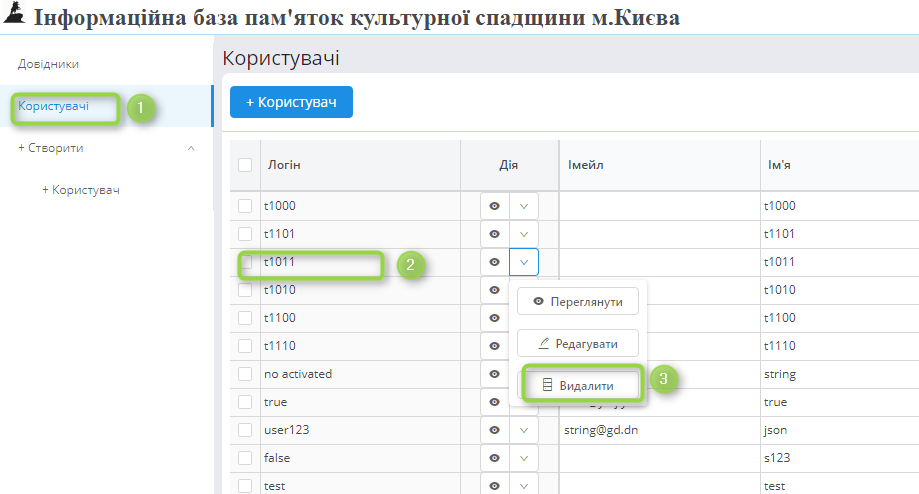 Інформаційна база пам'яток культурної спадщини м.Києва
Довідники
Користувачі
1
+ Створити
+ Користувач
Користувачі
+ Користувач
Логін Дія Імейл Ім'я
t1000 t1000
t1101 t1101
t1011 2 t1011
t1010 t1010
Переглянути
t1100 t1100
Редагувати
t1110 t1110
no activated string
Видалити 3
true true
user123 string@gd.dn json
false s123
test test